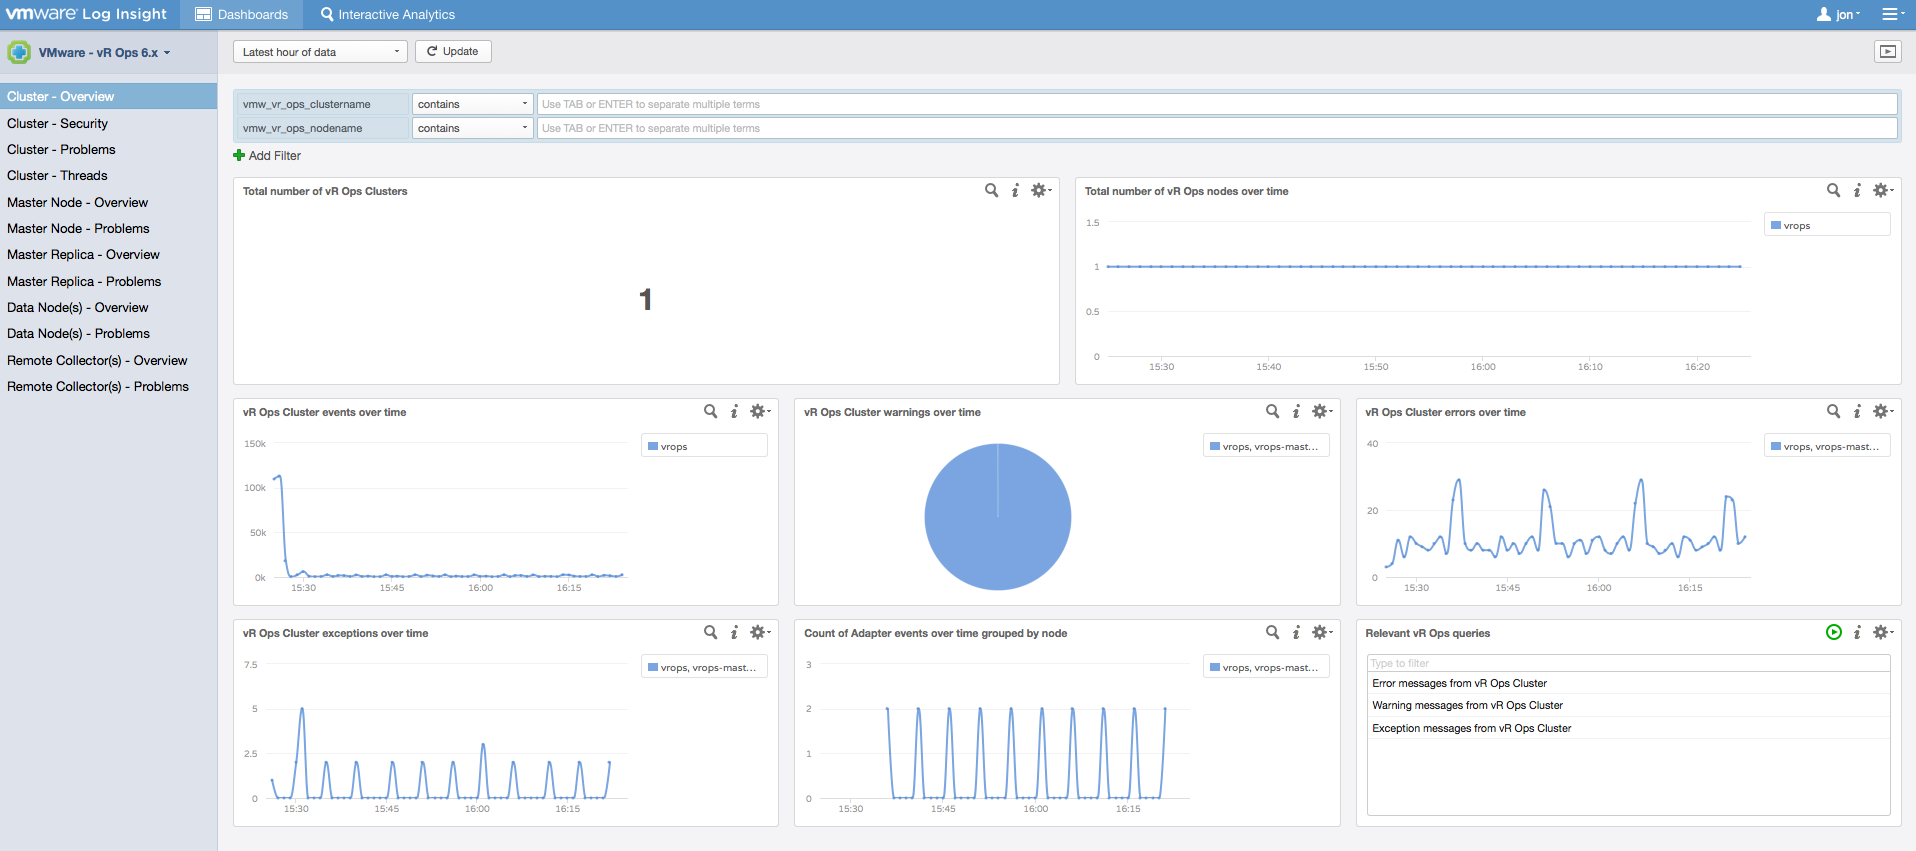 vmware Log Insight Dashboards Interactive Analytics jon
VMware - vR Ops 6.x
Latest hour of data Update
Cluster - Overview
Cluster - Security
Cluster - Problems
Cluster - Threads
Master Node - Overview
Master Node - Problems
Master Replica - Overview
Master Replica - Problems
Data Node(s) - Overview
Data Node(s) - Problems
Remote Collector(s) - Overview
Remote Collector(s) - Problems
vmw_vr_ops_clustername contains Use TAB or ENTER to separate multiple terms
vmw_vr_ops_nodename contains Use TAB or ENTER to separate multiple terms
Add Filter
Total number of vR Ops Clusters
1
Total number of vR Ops nodes over time
vrops
1.5
1
0.5
0
15:30 15:40 15:50 16:00 16:10 16:20
vR Ops Cluster events over time
vrops
150k
100k
50k
0k
15:30 15:45 16:00 16:15
vR Ops Cluster warnings over time
vrops, vrops-mast...
vR Ops Cluster errors over time
vrops, vrops-mast...
40
20
0
15:30 15:45 16:00 16:15
vR Ops Cluster exceptions over time
vrops, vrops-mast...
7.5
5
2.5
0
15:30 15:45 16:00 16:15
Count of Adapter events over time grouped by node
vrops, vrops-mast...
3
2
1
0
15:30 15:45 16:00 16:15
Relevant vR Ops queries
Type to filter
Error messages from vR Ops Cluster
Warning messages from vR Ops Cluster
Exception messages from vR Ops Cluster